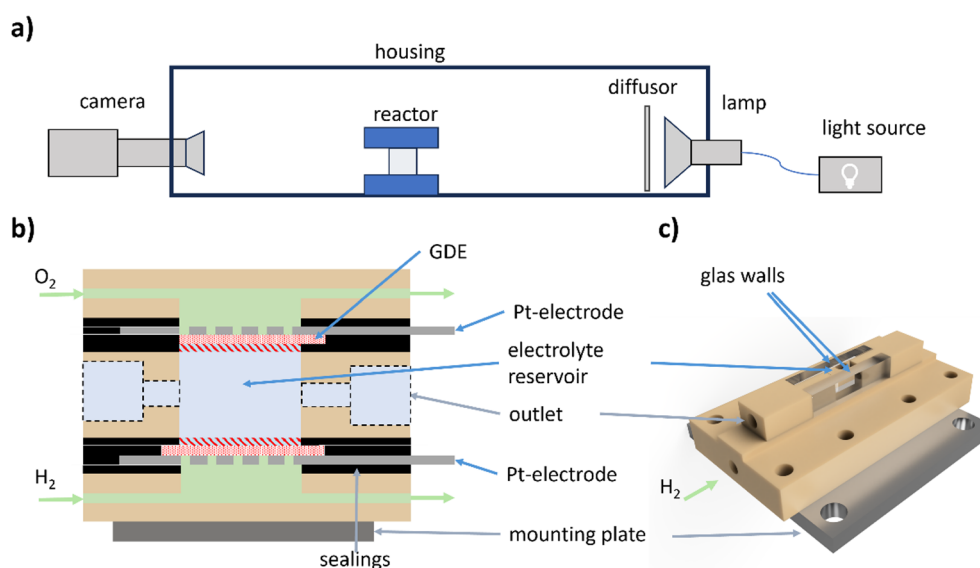 a)
housing
camera
reactor
diffusor
lamp
light source
b)
O2
GDE
Pt-electrode
electrolyte
reservoir
outlet
H2
Pt-electrode
mounting plate
sealings
c)
glas walls
H2